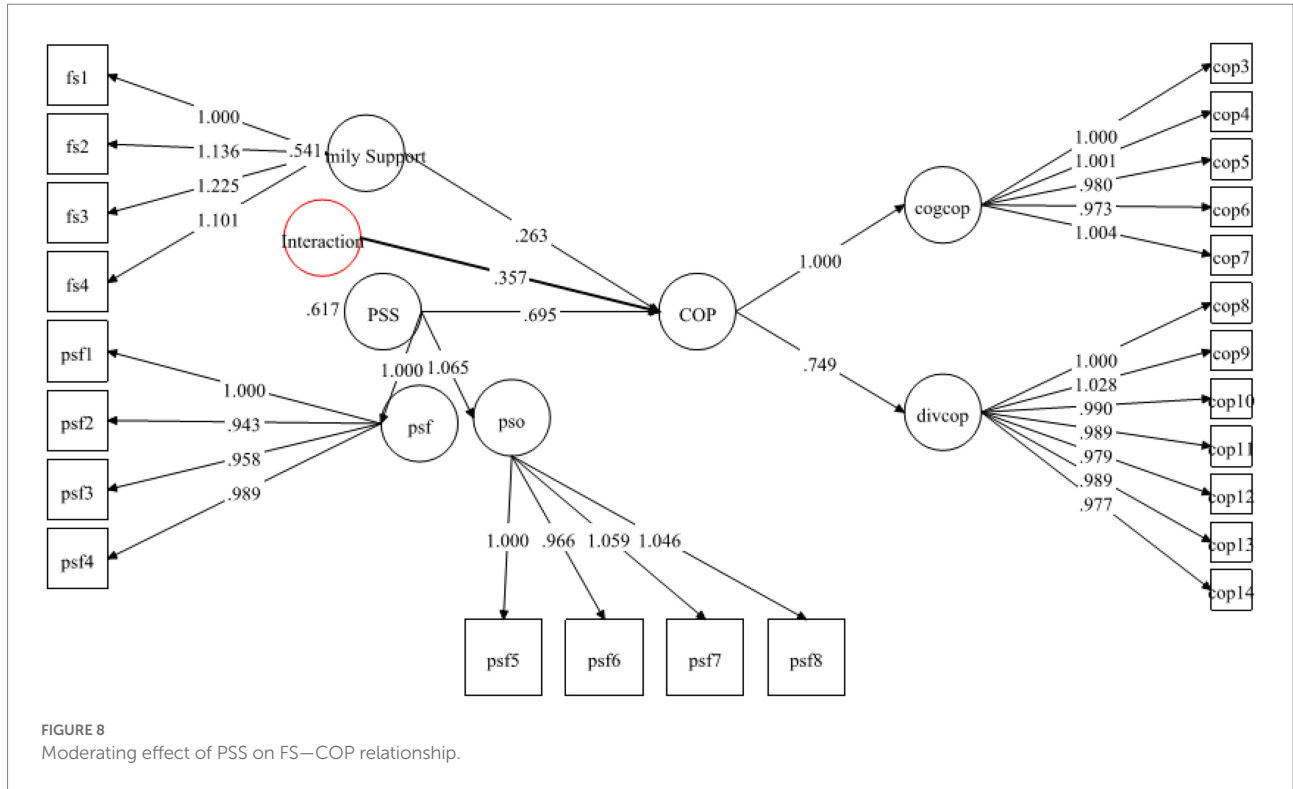 fs1
fs2
fs3
fs4
psf1
psf2
psf3
psf4
1.000
1.136
1.225
1.101
.541
mily Support
Interaction
.617
PSS
.263
.357
.695
1.000
1.065
1.000
.943
.958
.989
psf
pso
1.000
.966
1.059
1.046
psf5
psf6
psf7
psf8
COP
1.000
.749
cogcop
divcop
1.000
1.001
.980
.973
1.004
1.000
1.028
.990
.989
.979
.989
.977
cop3
cop4
cop5
cop6
cop7
cop8
cop9
cop10
cop11
cop12
cop13
cop14
FIGURE 8
Moderating effect of PSS on FS—COP relationship.